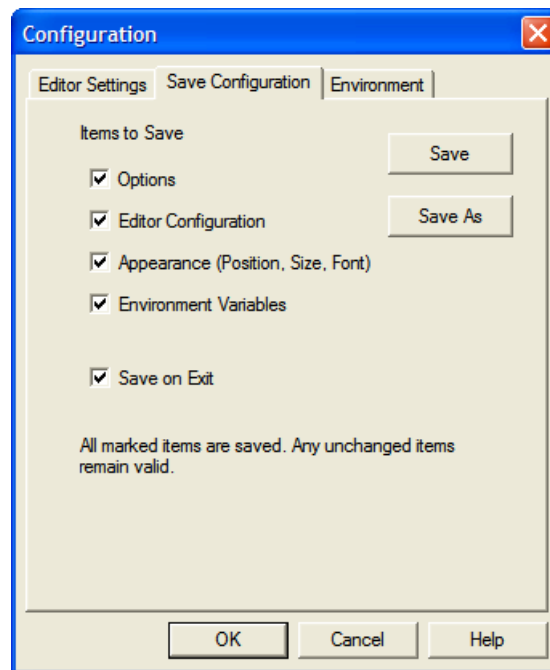 Configuration
Editor Settings
Save Configuration
Environment
Items to Save
Save
Options
Save As
Editor Configuration
Appearance (Position, Size, Font)
Environment Variables
Save on Exit
All marked items are saved. Any unchanged items
remain valid.
OK
Cancel
Help